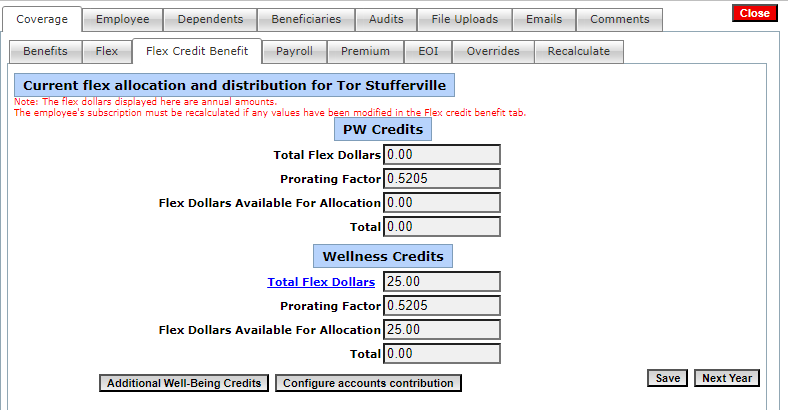 Coverage Employee Dependents Beneficiaries Audits File Uploads Emails Comments Close
Benefits Flex Flex Credit Benefit Payroll Premium EOI Overrides Recalculate
Current flex allocation and distribution for Tor Stufferville
Note: The flex dollars displayed here are annual amounts.
The employee's subscription must be recalculated if any values have been modified in the Flex credit benefit tab.
PW Credits
Total Flex Dollars 0.00
Prorating Factor 0.5205
Flex Dollars Available For Allocation 0.00
Total 0.00
Wellness Credits
Total Flex Dollars 25.00
Prorating Factor 0.5205
Flex Dollars Available For Allocation 25.00
Total 0.00
Additional Well-Being Credits Configure accounts contribution Save Next Year